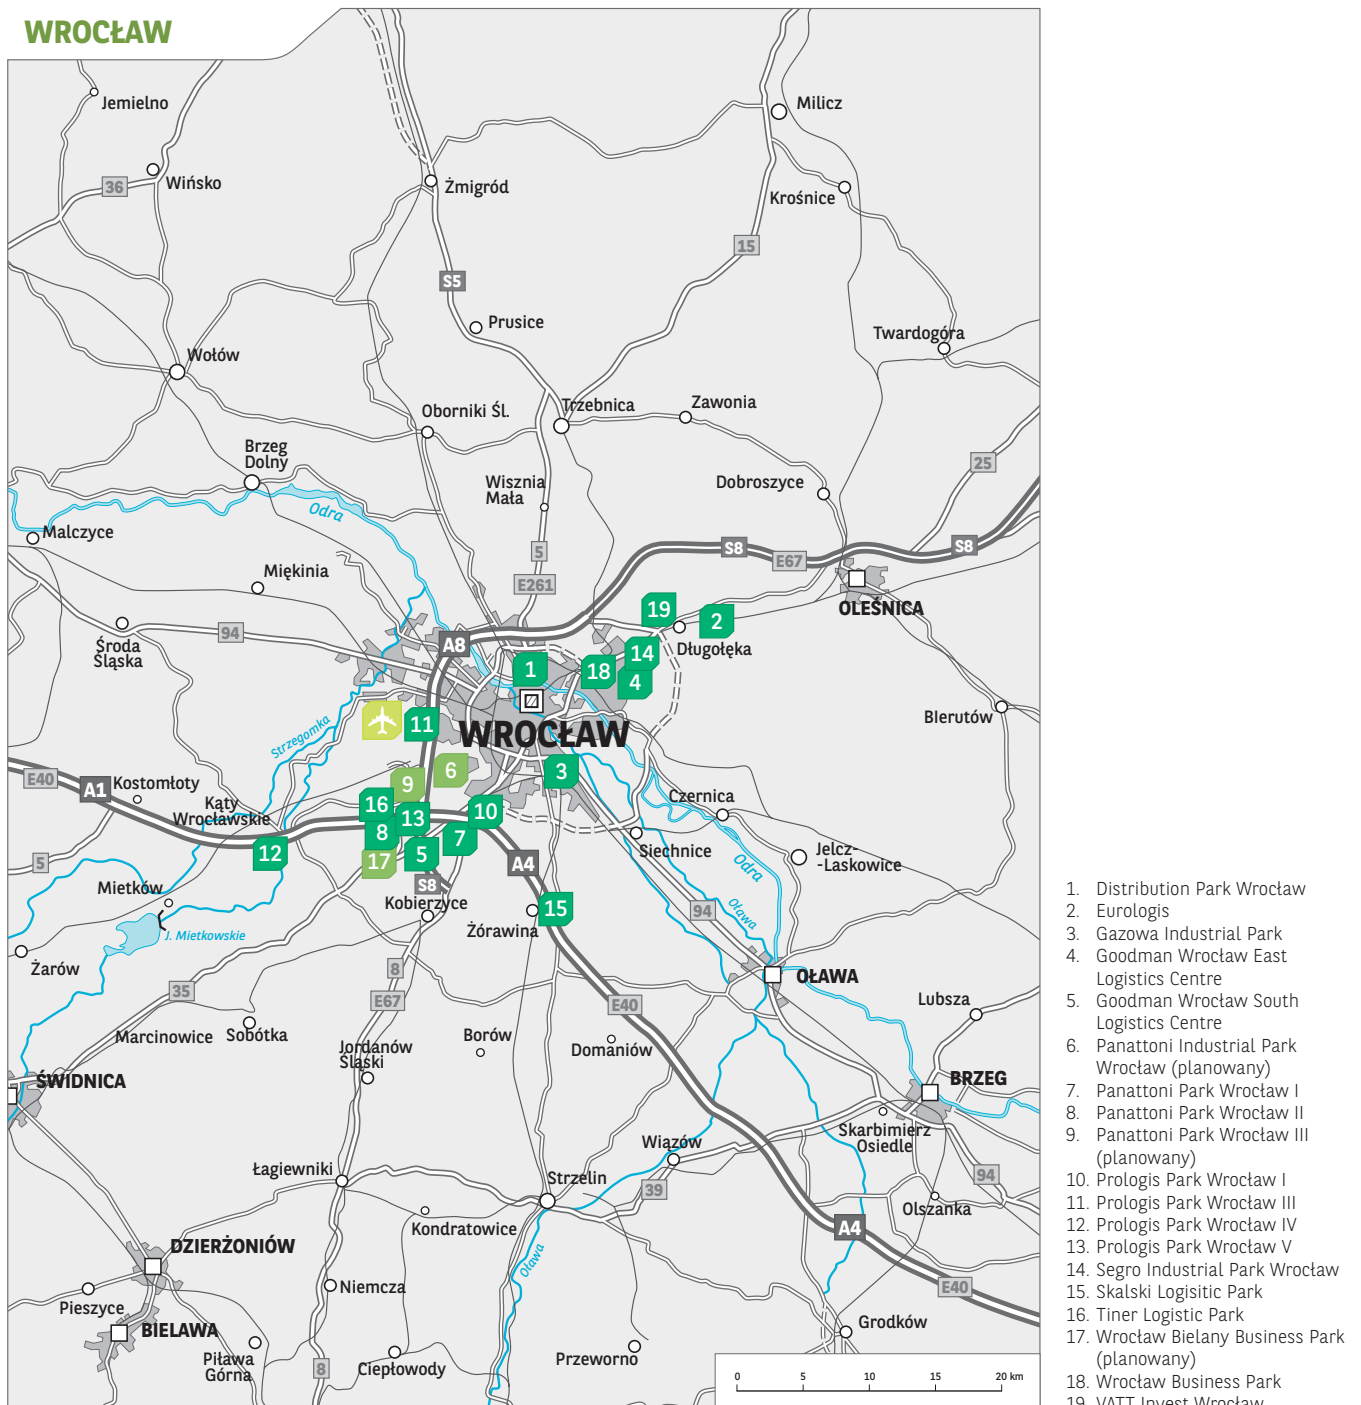 WROCŁAW
Jemielno
Milicz
Wińsko
36
Żmigród
Krośnice
15
S5
Prusice
Twardogóra
Wołów
Oborniki Śl.
Trzebnica
Zawonia
Brzeg
Dolny
25
Wisznia
Mała
Dobroszyce
Odra
Malczyce
5
S8
S8
E67
Miękinia
E261
OLEŚNICA
19
2
94
Środa
Śląska
A8
Długołęka
14
1
18
4
Strzegomka
11
WROCŁAW
BIerutów
E40
A1
Kostomłoty
9
6
3
Kąty
Wrocławskie
16
13
10
Czernica
8
7
Siechnice
12
17
5
A4
Jelcz-
-Laskowice
5
Odra
S8
Mietków
Kobierzyce
15
94
Oława
Żórawina
J. Mietkowskie
Żarów
8
OŁAWA
35
E67
E40
Lubsza
Marcinowice
Sobótka
Borów
Jordanów
Śląski
Domaniów
ŚWIDNICA
BRZEG
Skarbimierz
Osiedle
Wiązów
Łagiewniki
Strzelin
94
39
Olszanka
Kondratowice
A4
DZIERŻONIÓW
Oława
Niemcza
E40
Pieszyce
Grodków
BIELAWA
Piława
Górna
8
Ciepłowody
Przeworno
0 5 10 15 20 km
1. Distribution Park Wrocław
2. Eurologis
3. Gazowa Industrial Park
4. Goodman Wrocław East
Logistics Centre
5. Goodman Wrocław South
Logistics Centre
6. Panattoni Industrial Park
Wrocław (planowany)
7. Panattoni Park Wrocław I
8. Panattoni Park Wrocław II
9. Panattoni Park Wrocław III
(planowany)
10. Prologis Park Wrocław I
11. Prologis Park Wrocław III
12. Prologis Park Wrocław IV
13. Prologis Park Wrocław V
14. Segro Industrial Park Wrocław
15. Skalski Logisitic Park
16. Tiner Logistic Park
17. Wrocław Bielany Business Park
(planowany)
18. Wrocław Business Park
19. VATT Invest Wrocław